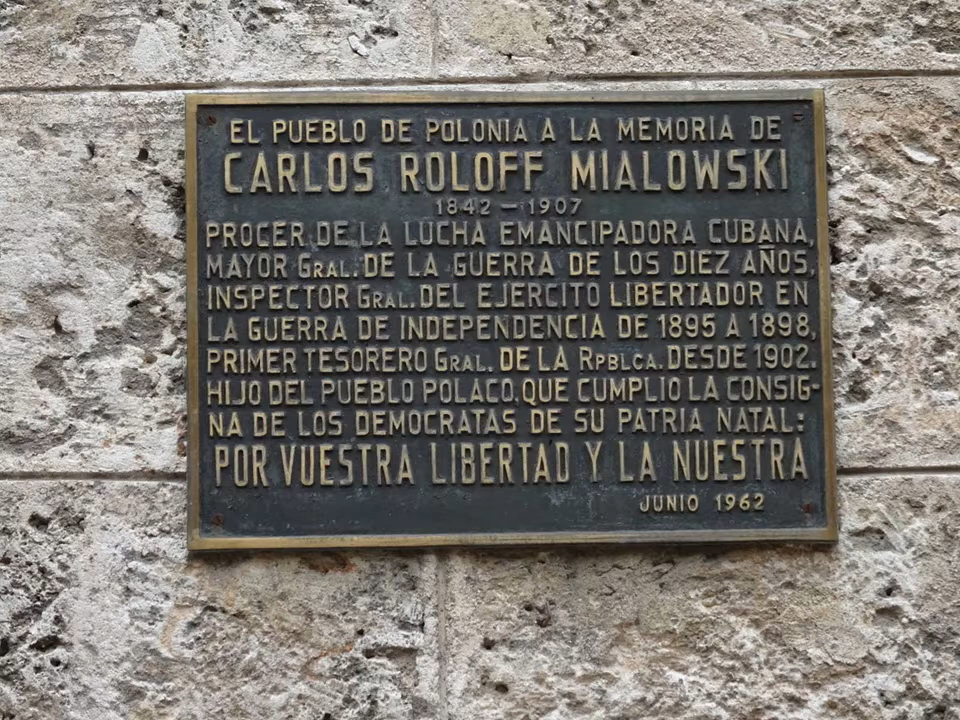 EL PUEBLO DE POLONIA A LA MEMORIA DE
CARLOS ROLOFF MIALOWSKI
1842 - 1907
PROCER DE LA LUCHA EMANCIPADORA CUBANA,
MAYOR GRAL. DE LA GUERRA DE LOS DIEZ AÑOS,
INSPECTOR GRAL. DEL EJERCITO LIBERTADOR EN
LA GUERRA DE INDEPENDENCIA DE 1895 A 1898,
PRIMER TESORERO GRAL. DE LA RPBLCA. DESDE 1902.
HIJO DEL PUEBLO POLACO, QUE CUMPLIO LA CONSIG-
NA DE LOS DEMOCRATAS DE SU PATRIA NATAL:
POR VUESTRA LIBERTAD Y LA NUESTRA
JUNIO 1962